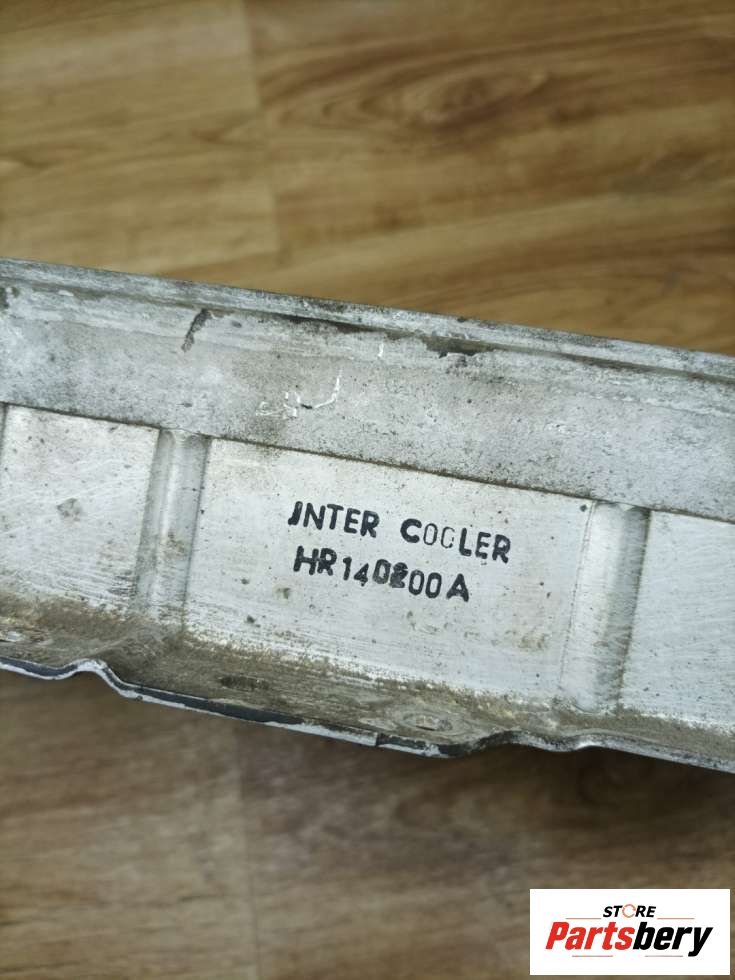 INTER COOLER
HR140200A
STORE
Partsbery